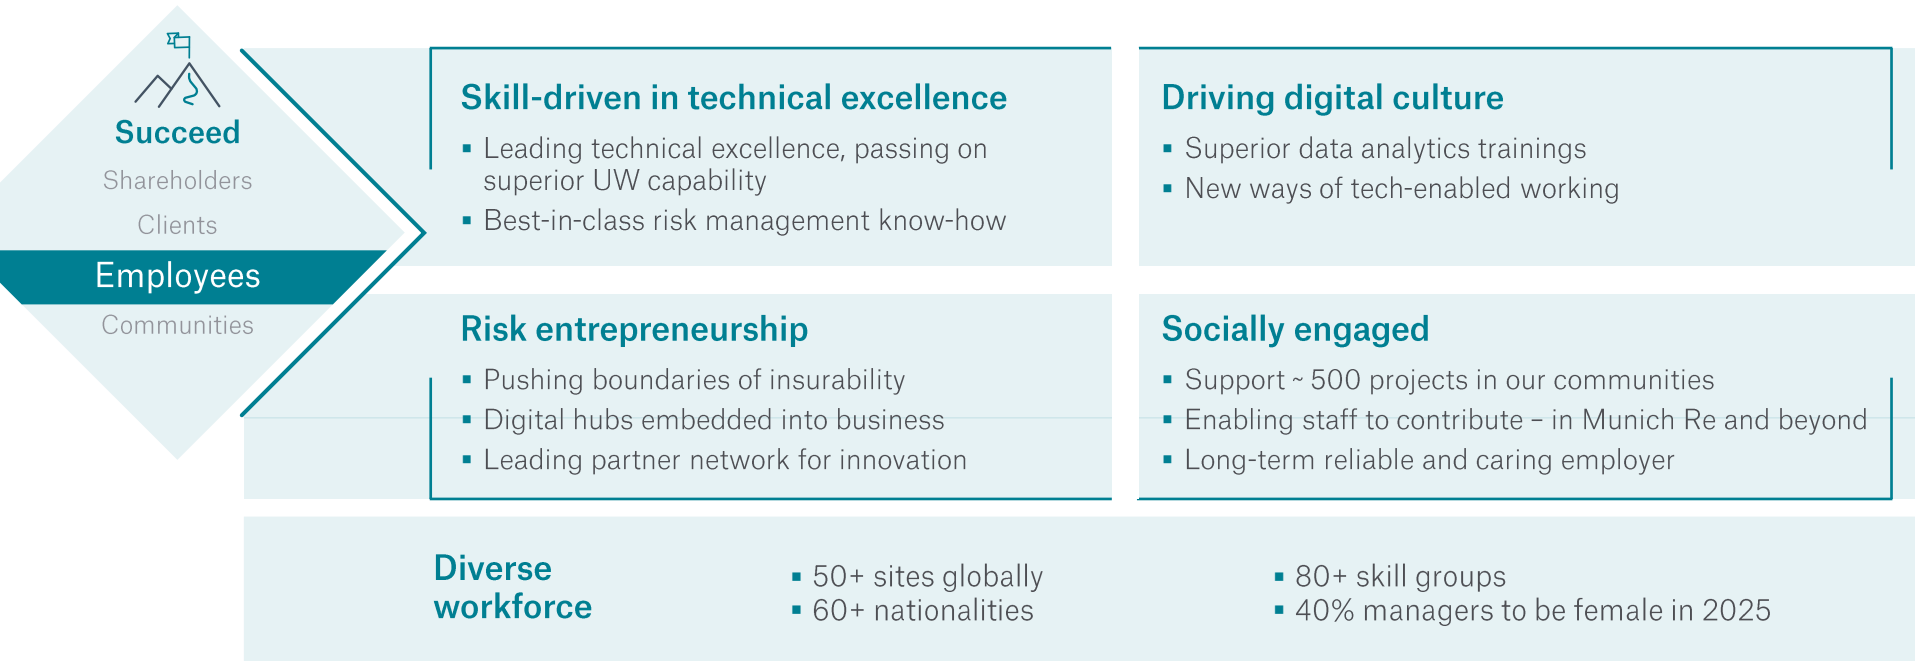 Succeed
Shareholders
Clients
Employees
Communities
Skill-driven in technical excellence
▪ Leading technical excellence, passing on
superior UW capability
▪ Best-in-class risk management know-how
Driving digital culture
▪ Superior data analytics trainings
▪ New ways of tech-enabled working
Risk entrepreneurship
▪ Pushing boundaries of insurability
▪ Digital hubs embedded into business
▪ Leading partner network for innovation
Socially engaged
▪ Support ~ 500 projects in our communities
▪ Enabling staff to contribute – in Munich Re and beyond
▪ Long-term reliable and caring employer
Diverse
workforce
▪ 50+ sites globally
▪ 60+ nationalities
▪ 80+ skill groups
▪ 40% managers to be female in 2025